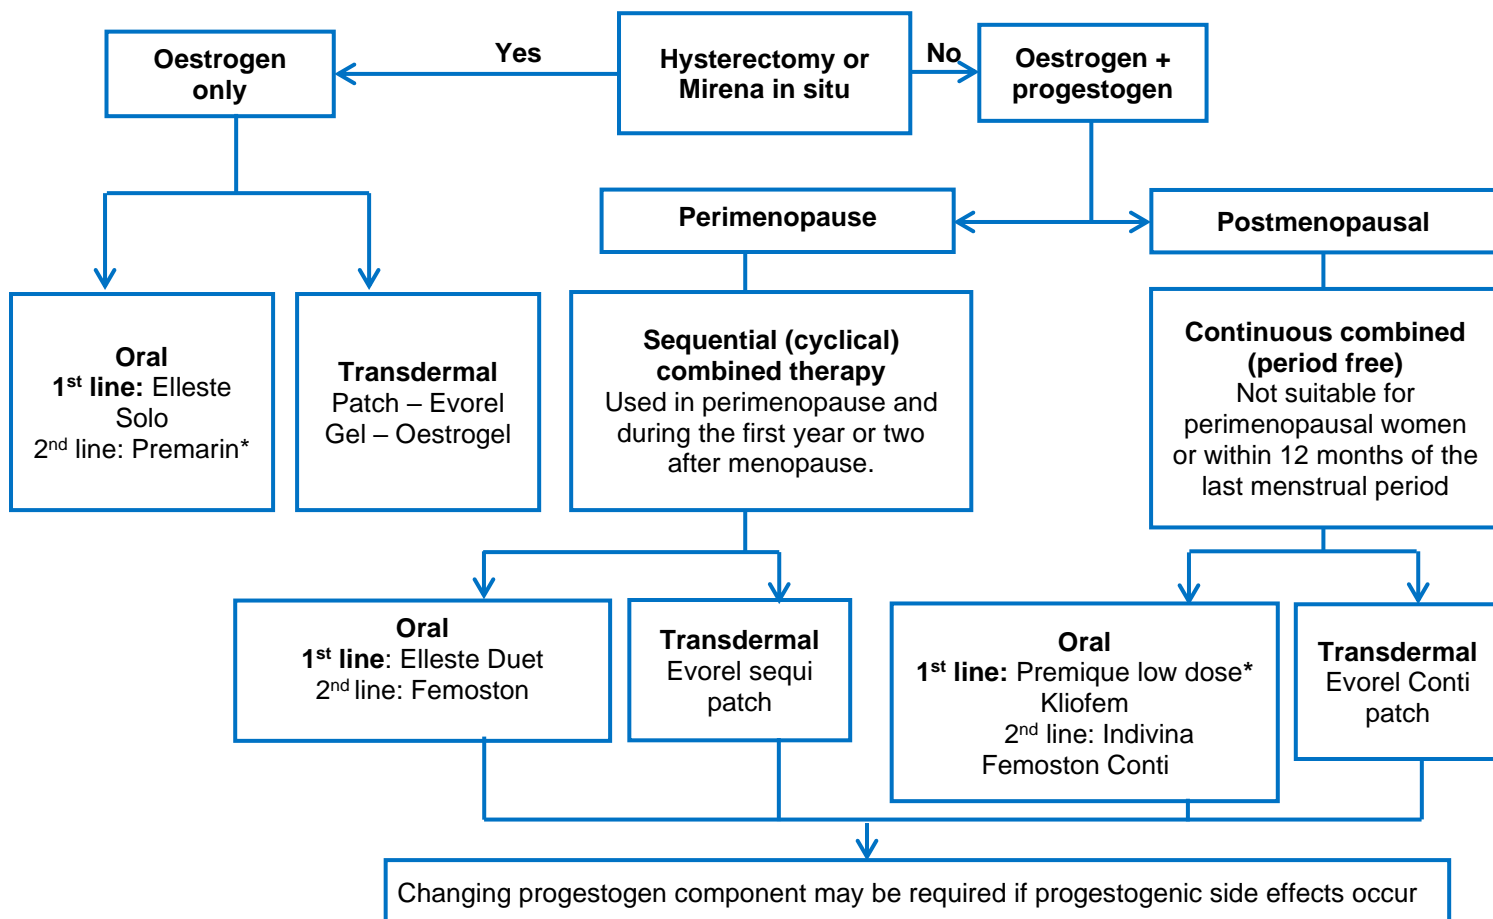 Oestrogen
only
Yes
Hysterectomy or
Mirena in situ
No
Oestrogen +
progestogen
Perimenopause
Postmenopausal
Oral
1st line: Elleste
Solo
2nd line: Premarin*
Transdermal
Patch – Evorel
Gel – Oestrogel
Sequential (cyclical)
combined therapy
Used in perimenopause and
during the first year or two
after menopause.
Continuous combined
(period free)
Not suitable for
perimenopausal women
or within 12 months of the
last menstrual period
Oral
1st line: Elleste Duet
2nd line: Femoston
Transdermal
Evorel sequi
patch
Oral
1st line: Premique low dose*
Kliofem
2nd line: Indivina
Femoston Conti
Transdermal
Evorel Conti
patch
Changing progestogen component may be required if progestogenic side effects occur